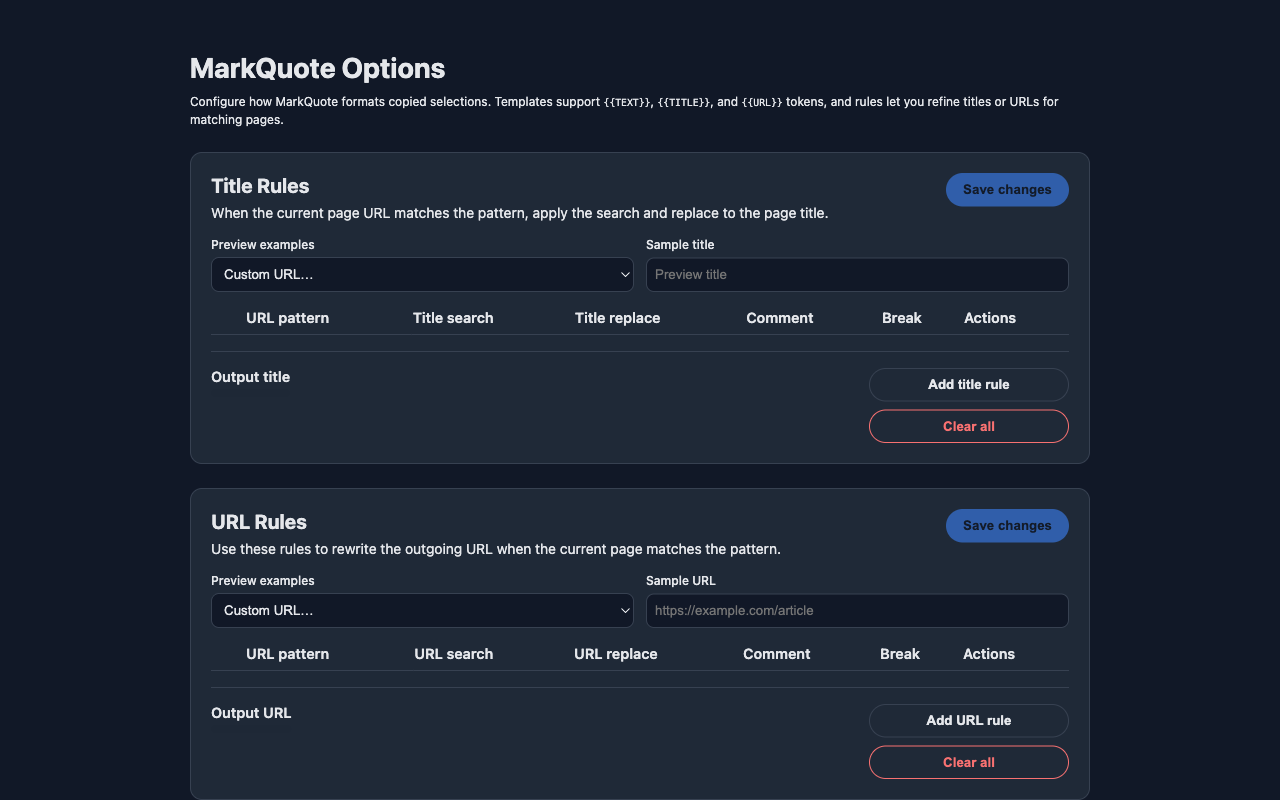 MarkQuote Options
Configure how MarkQuote formats copied selections. Templates support {{TEXT}}, {{TITLE}}, and {{URL}} tokens, and rules let you refine titles or URLs for
matching pages.
Title Rules
Save changes
When the current page URL matches the pattern, apply the search and replace to the page title.
Preview examples
Sample title
Custom URL…
Preview title
URL pattern Title search Title replace Comment Break Actions
Output title
Add title rule
Clear all
URL Rules
Save changes
Use these rules to rewrite the outgoing URL when the current page matches the pattern.
Preview examples
Sample URL
Custom URL…
https://example.com/article
URL pattern URL search URL replace Comment Break Actions
Output URL
Add URL rule
Clear all